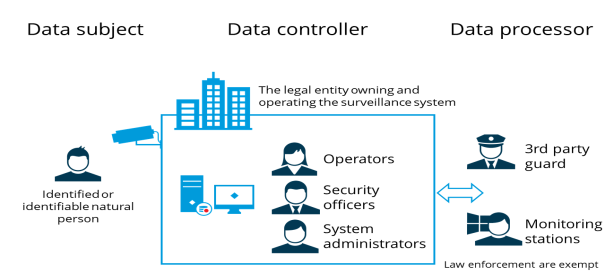 Data subject
Data controller
Data processor
The legal entity owning and
operating the surveillance system
Identified or
identifiable natural
person
Operators
Security
officers
System
administrators
3rd party
guard
Monitoring
stations
Law enforcement are exempt